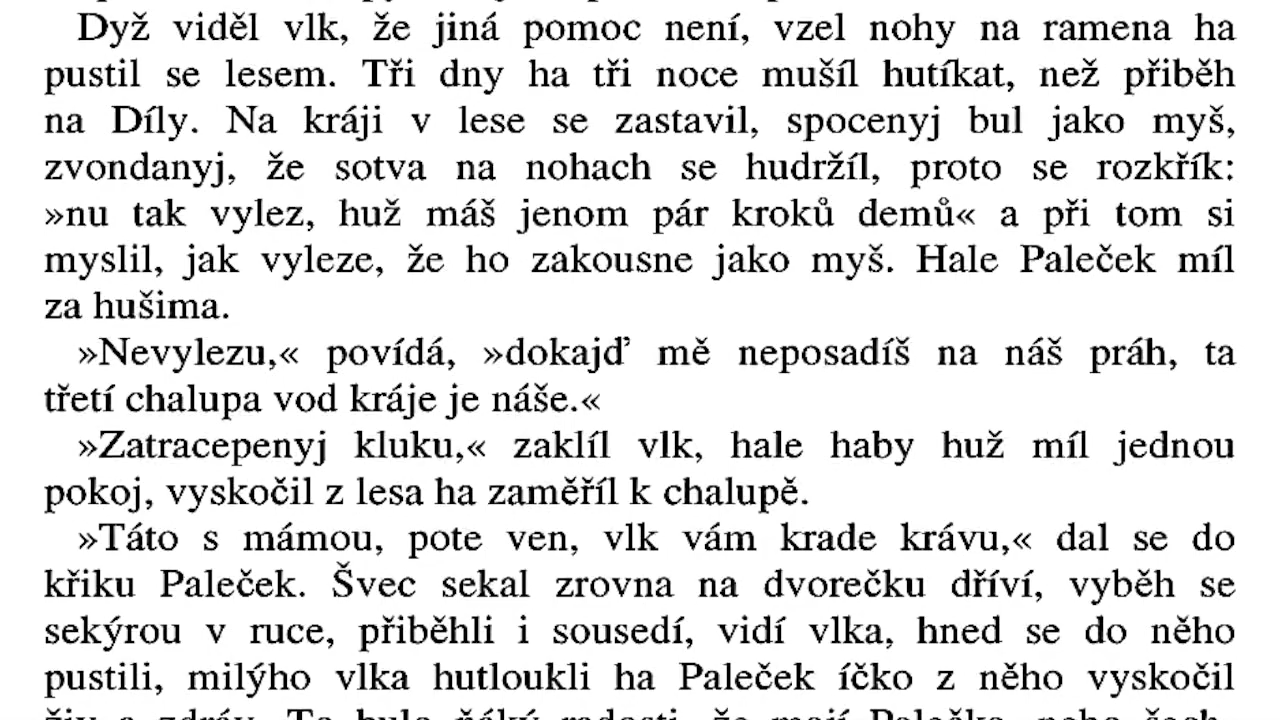 Dyž viděl vlk, že jiná pomoc není, vzel nohy na ramena ha
pustil se lesem. Tři dny ha tři noce mušíl hutíkat, než přiběh
na Díly. Na kráji v lese se zastavil, spocenyj bul jako myš,
zvondanyj, že sotva na nohach se hudržíl, proto se rozkřík:
»nu tak vylez, huž máš jenom pár kroků demů« a při tom si
myslil, jak vyleze, že ho zakousne jako myš. Hale Paleček míl
za hušima.
»Nevylezu,« povídá, »dokajď mě neposadíš na náš práh, ta
třetí chalupa vod kráje je náše.«
»Zatracepenyj kluku,« zaklíl vlk, hale haby huž míl jednou
pokoj, vyskočil z lesa ha zaměříl k chalupě.
»Táto s mámou, pote ven, vlk vám krade krávu,« dal se do
křiku Paleček. Švec sekal zrovna na dvorečku dříví, vyběh se
sekýrou v ruce, přiběhli i sousedí, vidí vlka, hned se do něho
pustili, milýho vlka hutloukli ha Paleček íčko z něho vyskočil